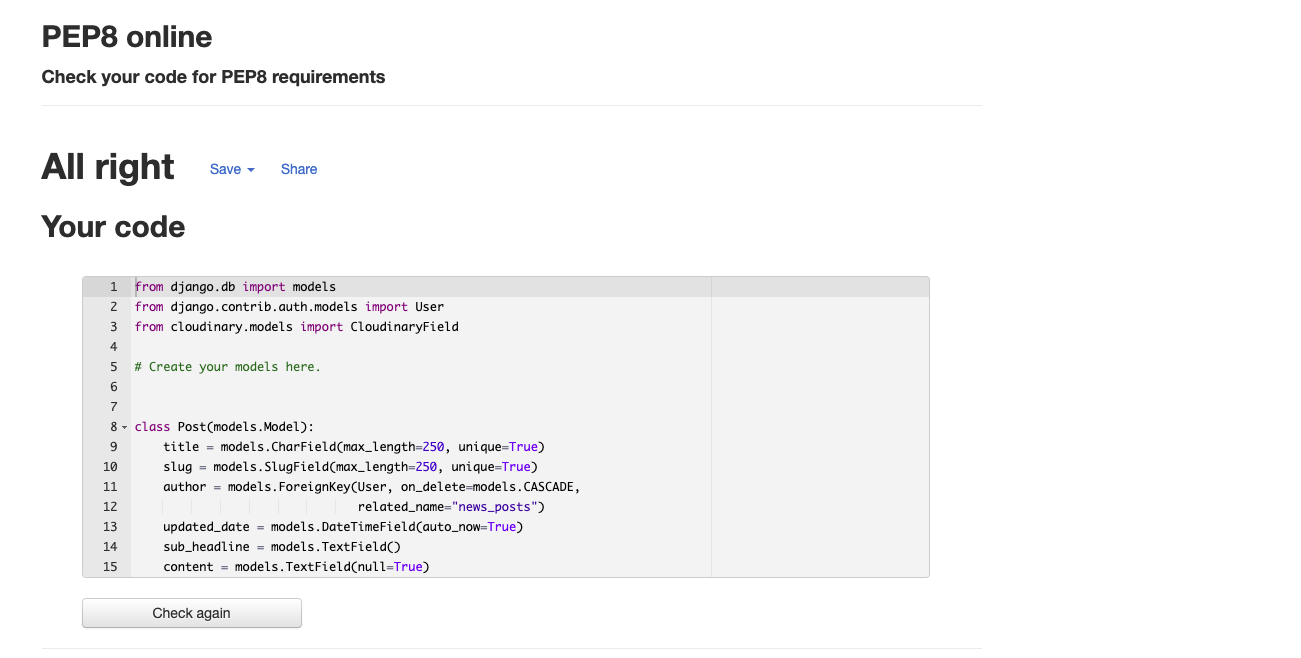 PEP8 online
Check your code for PEP8 requirements
All right Save Share
Your code
1 from django.db import models
2 from django.contrib.auth.models import User
3 from cloudinary.models import CloudinaryField
4
5 # Create your models here.
6
7
8 class Post(models.Model):
9 title = models.CharField(max_length=250, unique=True)
10 slug = models.SlugField(max_length=250, unique=True)
11 author = models.ForeignKey(User, on_delete=models.CASCADE,
12 related_name="news_posts")
13 updated_date = models.DateTimeField(auto_now=True)
14 sub_headline = models.TextField()
15 content = models.TextField(null=True)
Check again